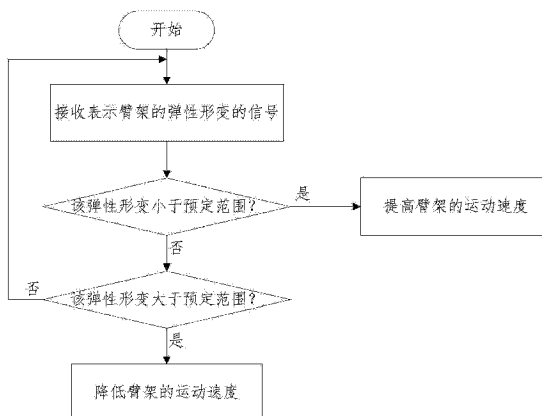 开始
接收表示臂架的弹性形变的信号
该弹性形变小于预定范围?
是
提高臂架的运动速度
否
该弹性形变大于预定范围?
否
是
降低臂架的运动速度